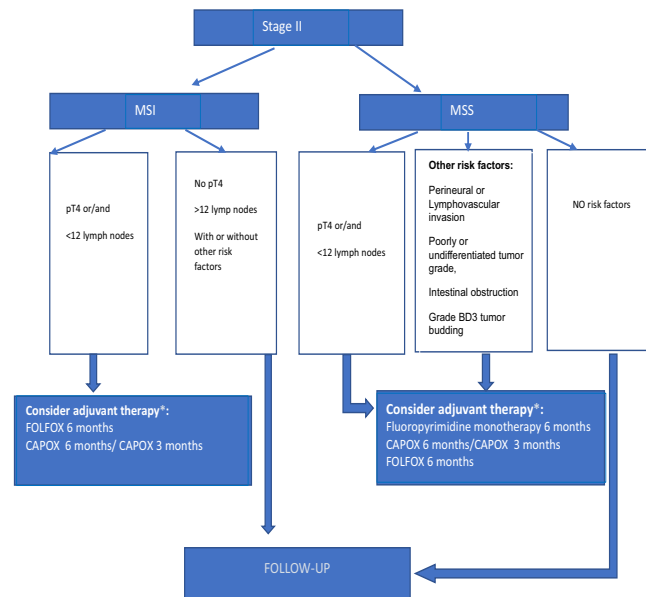 Stage II
MSI
MSS
pT4 or/and
<12 lymph nodes
No pT4
>12 lymp nodes
With or without
other risk
factors
pT4 or/and
<12 lymph nodes
Other risk factors:
Perineural or
Lymphovascular
invasion
Poorly or
undifferentiated tumor
grade,
Intestinal obstruction
Grade BD3 tumor
budding
NO risk factors
Consider adjuvant therapy*:
FOLFOX 6 months
CAPOX 6 months/ CAPOX 3 months
Consider adjuvant therapy*:
Fluoropyrimidine monotherapy 6 months
CAPOX 6 months/CAPOX 3 months
FOLFOX 6 months
FOLLOW-UP